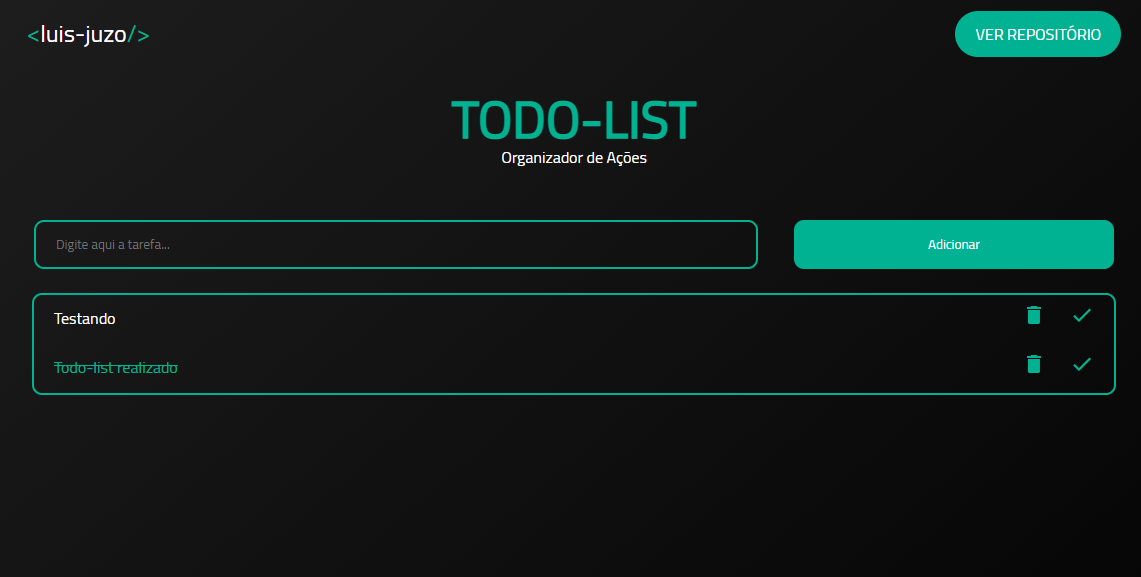 <luis-juzo/>
VER REPOSITÓRIO
TODO-LIST
Organizador de Ações
Digite aqui a tarefa...
Adicionar
Testando
Todo-list realizado